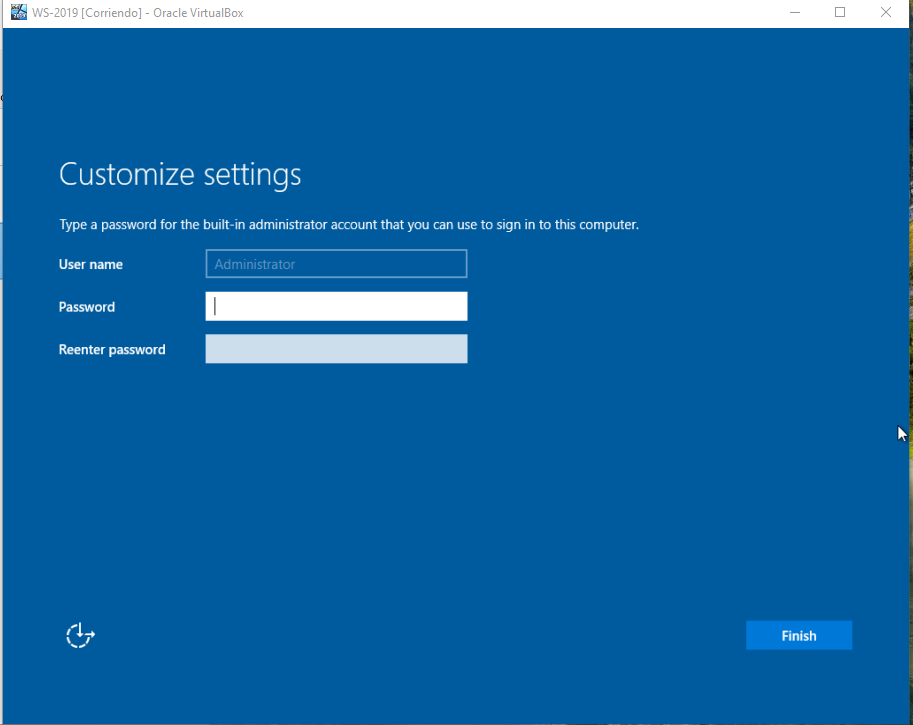 WS-2019 [Corriendo] - Oracle VirtualBox
Customize settings
Type a password for the built-in administrator account that you can use to sign in to this computer.
User name Administrator
Password
Reenter password
Finish